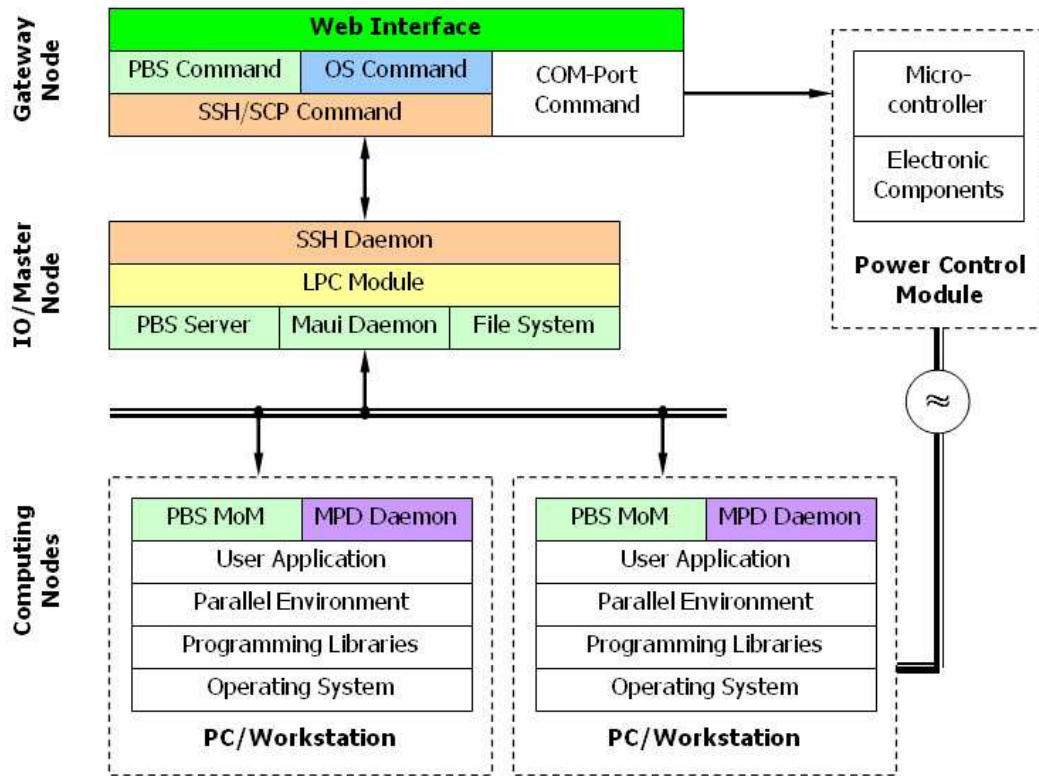 Gateway
Node
Web Interface
PBS Command
OS Command
COM-Port
Command
SSH/SCP Command
Micro-
controller
Electronic
Components
Power Control
Module
IO/Master
Node
SSH Daemon
LPC Module
PBS Server
Maui Daemon
File System
≈
Computing
Nodes
PBS MoM
MPD Daemon
User Application
Parallel Environment
Programming Libraries
Operating System
PC/Workstation
PBS MoM
MPD Daemon
User Application
Parallel Environment
Programming Libraries
Operating System
PC/Workstation